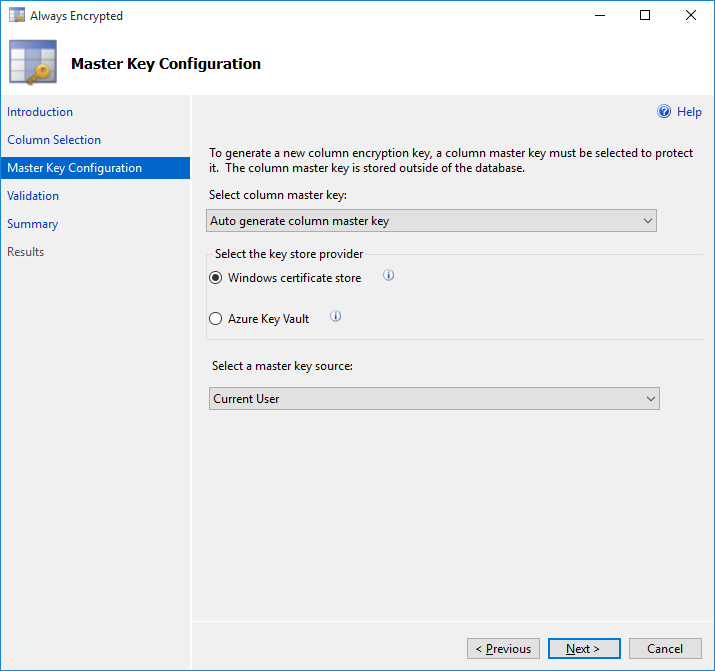 Always Encrypted
Master Key Configuration
Introduction
Column Selection
Master Key Configuration
Validation
Summary
Results
Help
To generate a new column encryption key, a column master key must be selected to protect
it.  The column master key is stored outside of the database.
Select column master key:
Auto generate column master key
Select the key store provider
Windows certificate store
Azure Key Vault
Select a master key source:
Current User
< Previous
Next >
Cancel